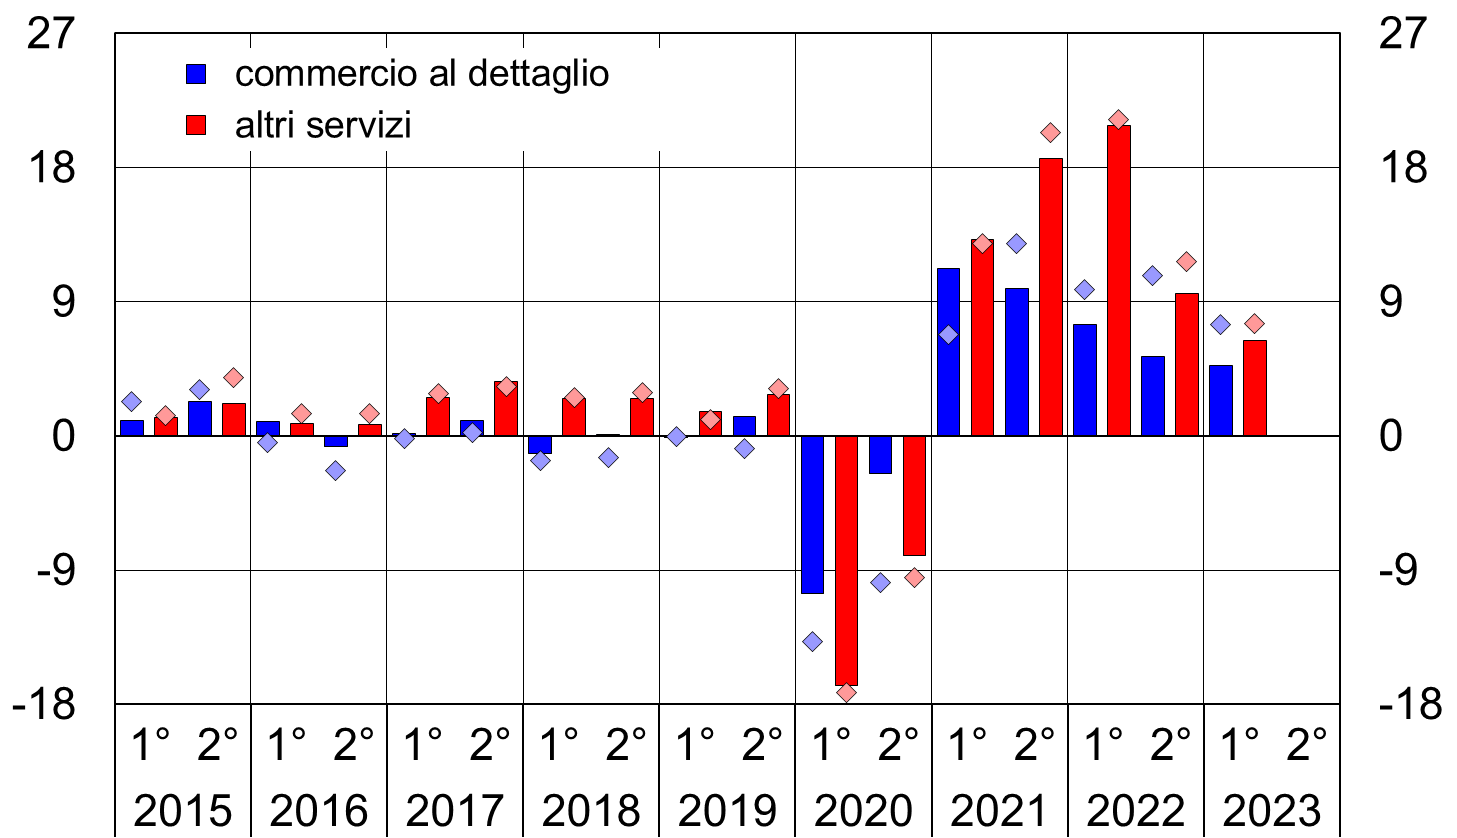 27 27
commercio al dettaglio
altri servizi
18 18
9 9
0 0
-9 -9
-18 -18
1° 2° 1° 2° 1° 2° 1° 2° 1° 2° 1° 2° 1° 2° 1° 2° 1° 2°
2015 2016 2017 2018 2019 2020 2021 2022 2023